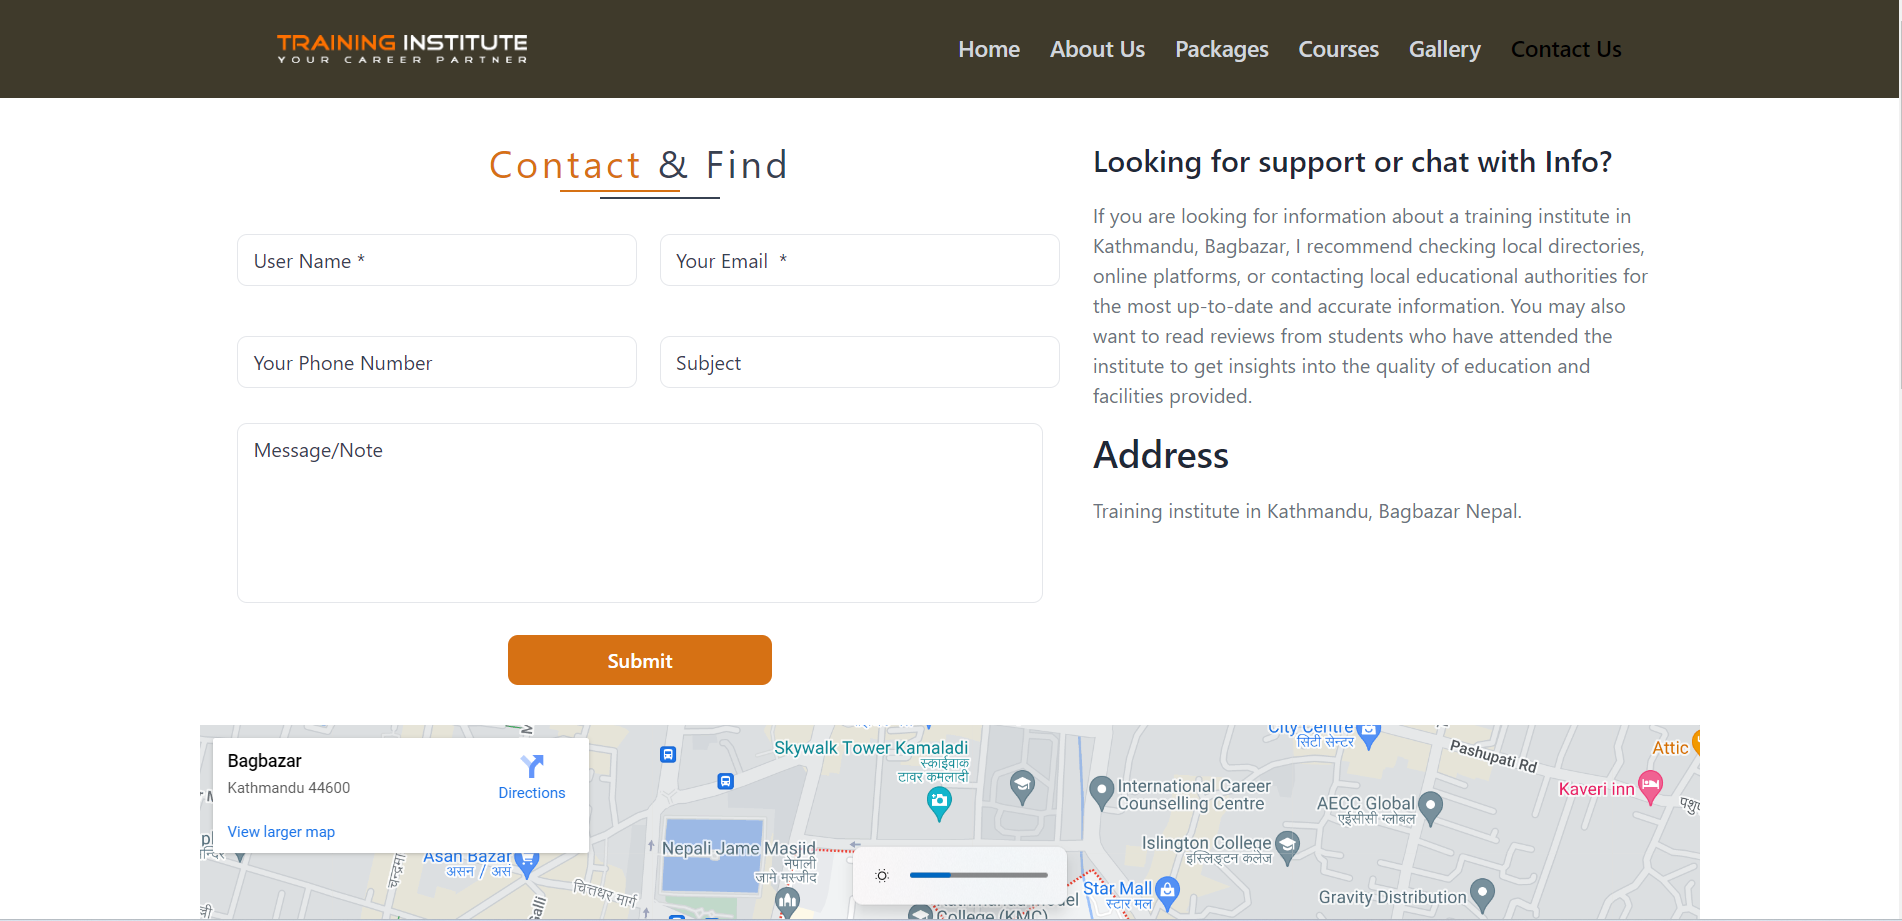 TRAINING INSTITUTE
YOUR CAREER PARTNER
Home About Us Packages Courses Gallery Contact Us
Contact & Find
User Name *
Your Email *
Your Phone Number
Subject
Message/Note
Submit
Looking for support or chat with Info?
If you are looking for information about a training institute in
Kathmandu, Bagbazar, I recommend checking local directories,
online platforms, or contacting local educational authorities for
the most up-to-date and accurate information. You may also
want to read reviews from students who have attended the
institute to get insights into the quality of education and
facilities provided.
Address
Training institute in Kathmandu, Bagbazar Nepal.
Bagbazar
Kathmandu 44600
Directions
View larger map
Asan Bazar
असन / असं
चित्तधर मार्ग
Skywalk Tower Kamaladi
स्काईवाक
टावर कमलादी
Nepali Jame Masjid
नेपाली
जामे मस्जीद
City Centre
सिटी सेन्टर
Pashupati Rd
Attic
Kaveri inn
International Career
Counselling Centre
AECC Global
एईसीसी ग्लोबल
Islington College
इस्लिङ्टन कलेज
Star Mall
स्टार मल
Gravity Distribution
College (KMC)